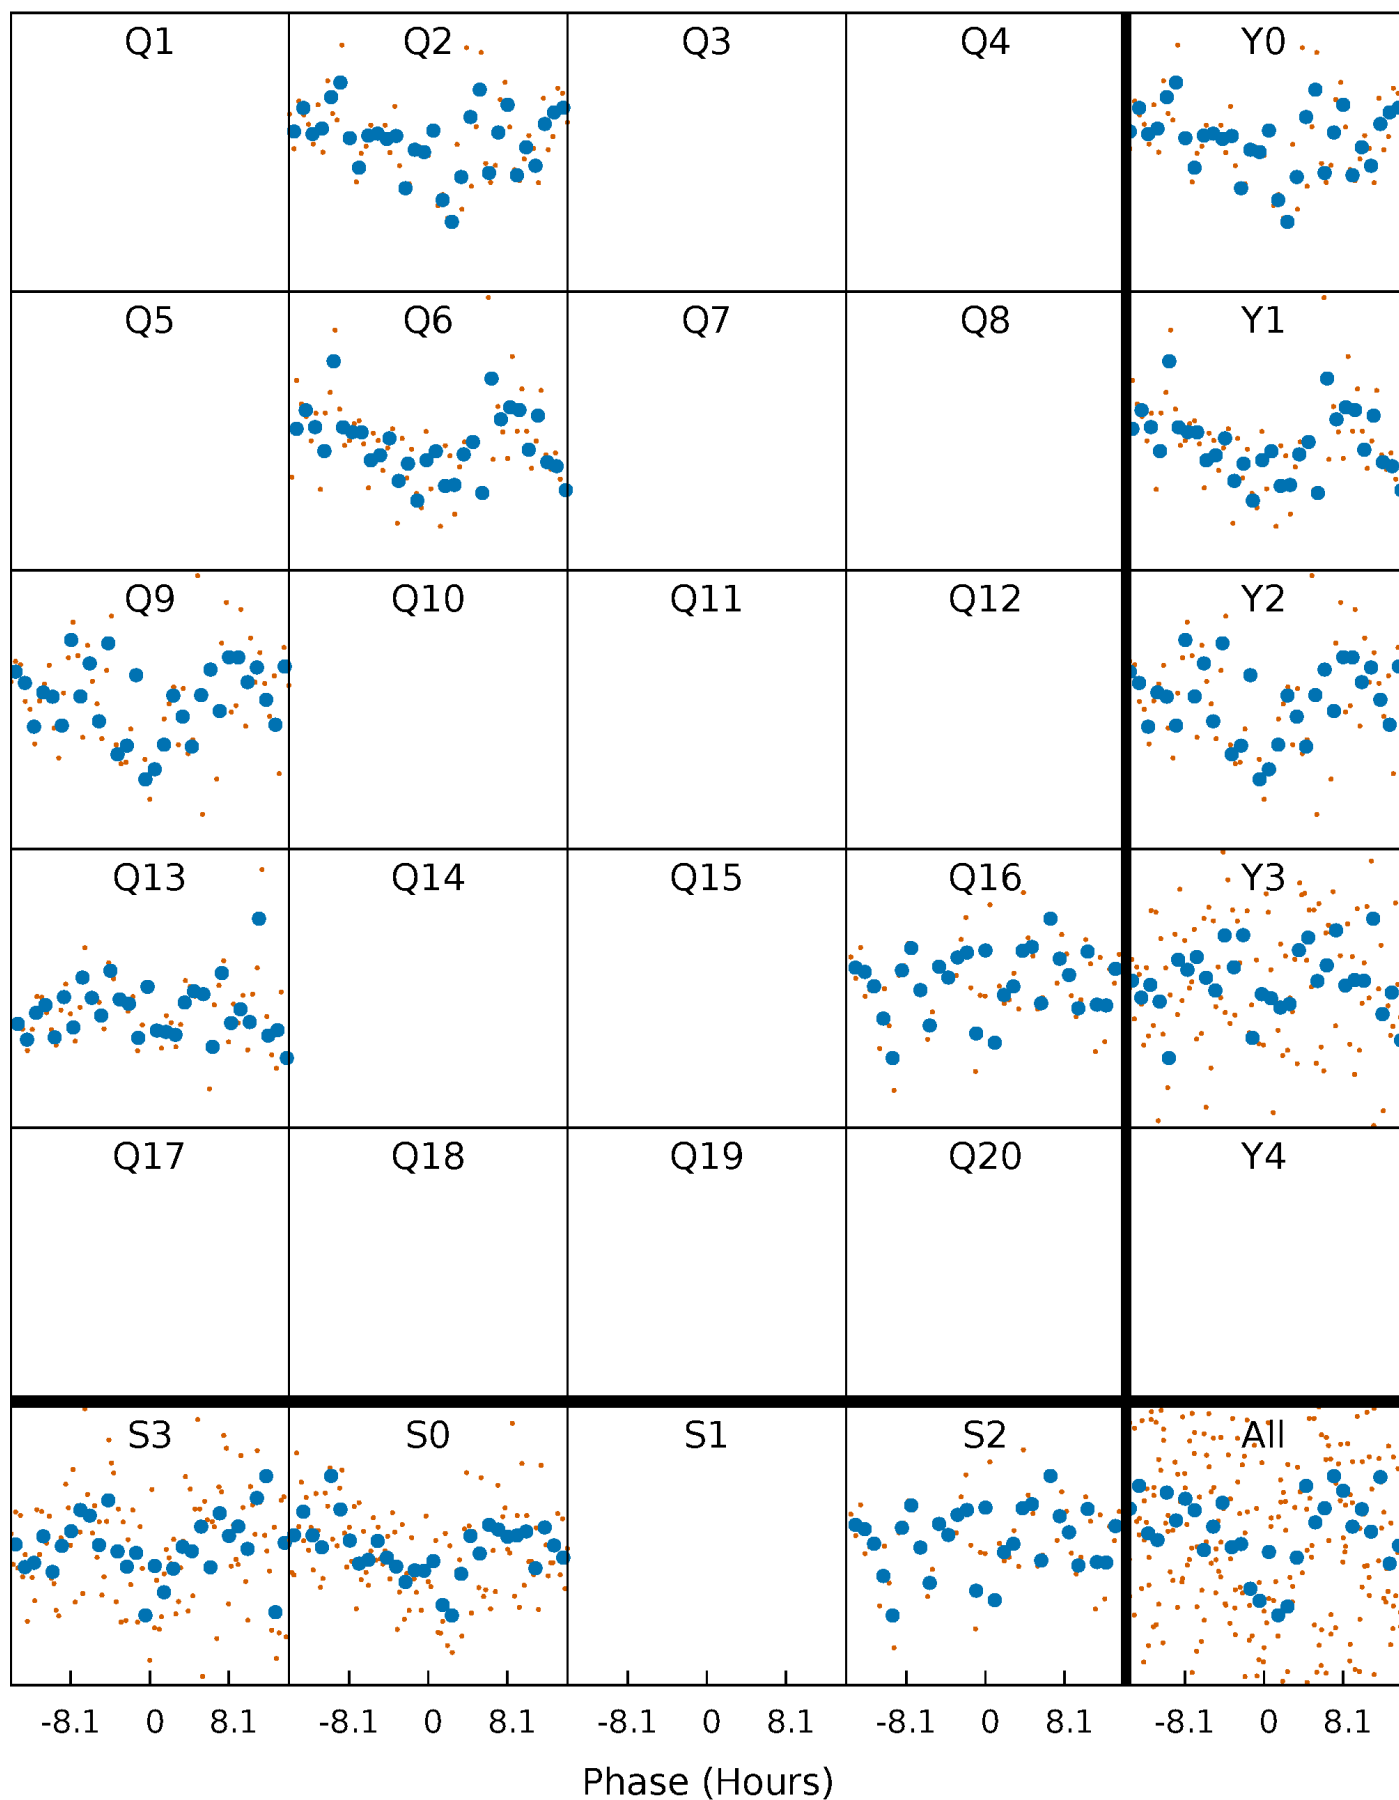 Q1 Q2 Q3 Q4 Y0
Q5 Q6 Q7 Q8 Y1
Q9 Q10 Q11 Q12 Y2
Q13 Q14 Q15 Q16 Y3
Q17 Q18 Q19 Q20 Y4
S3 S0 S1 S2 All
-8.1 0 8.1 -8.1 0 8.1 -8.1 0 8.1 -8.1 0 8.1 -8.1 0 8.1
Phase (Hours)